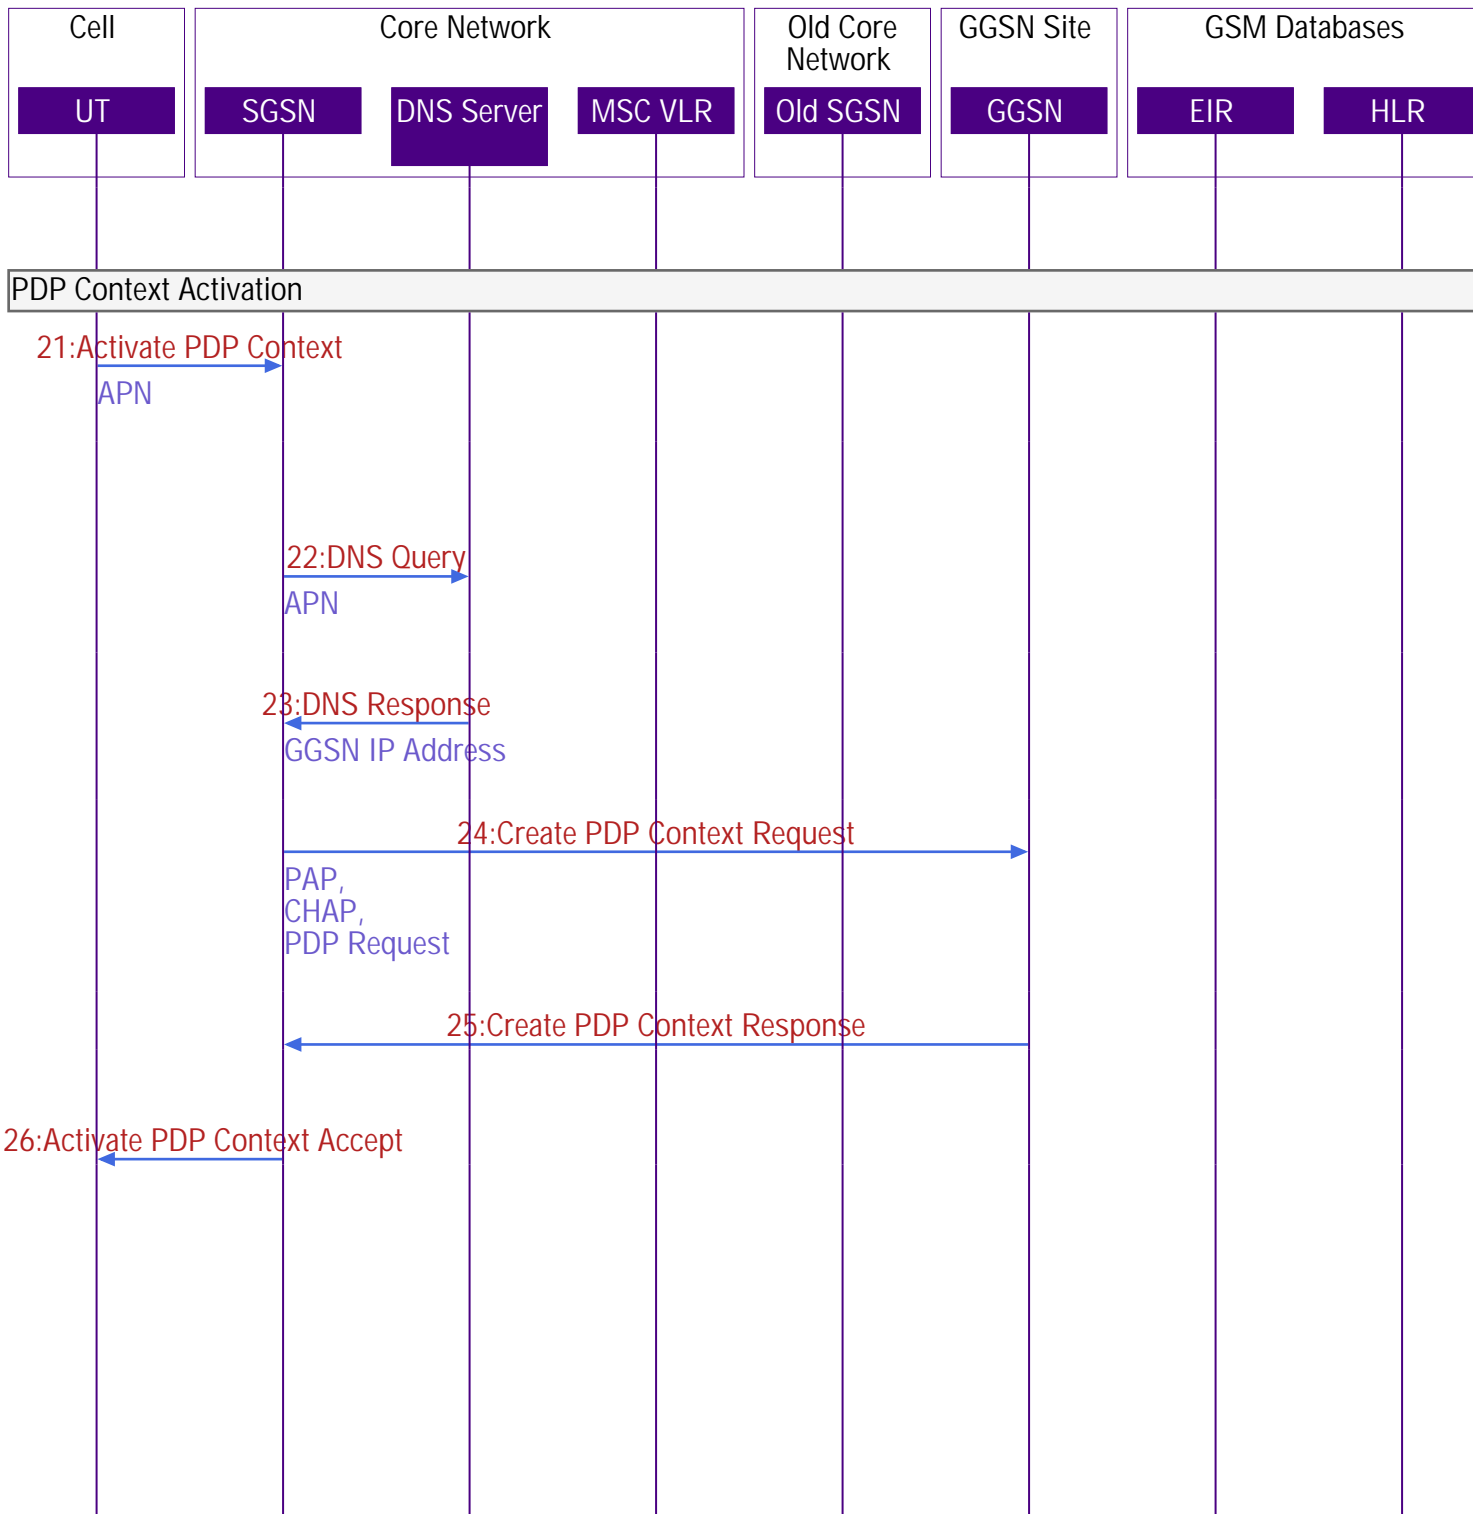 Cell
Core Network
Old Core
Network
GGSN Site
GSM Databases
UT
SGSN
DNS Server
MSC VLR
Old SGSN
GGSN
EIR
HLR
PDP Context Activation
21:Activate PDP Context
APN
22:DNS Query
APN
23:DNS Response
GGSN IP Address
24:Create PDP Context Request
PAP,
CHAP,
PDP Request
25:Create PDP Context Response
26:Activate PDP Context Accept